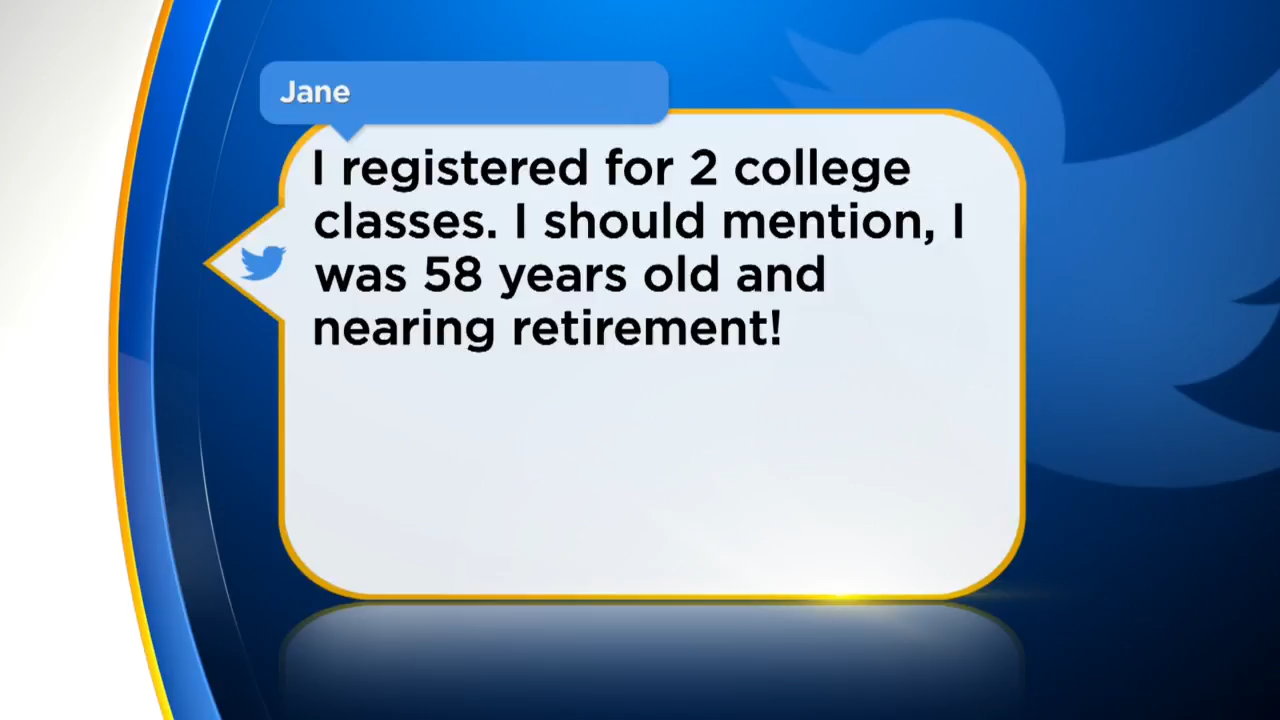 Jane
I registered for 2 college
classes. I should mention, I
was 58 years old and
nearing retirement!